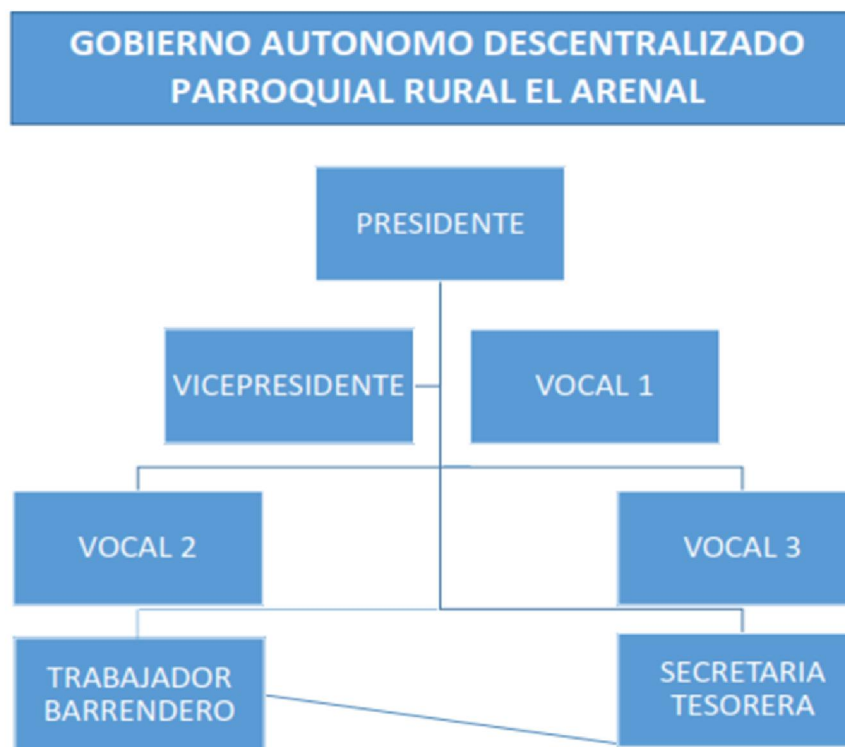 GOBIERNO AUTONOMO DESCENTRALIZADO
PARROQUIAL RURAL EL ARENAL
PRESIDENTE
VICEPRESIDENTE
VOCAL 1
VOCAL 2
VOCAL 3
TRABAJADOR
BARRENDERO
SECRETARIA
TESORERA